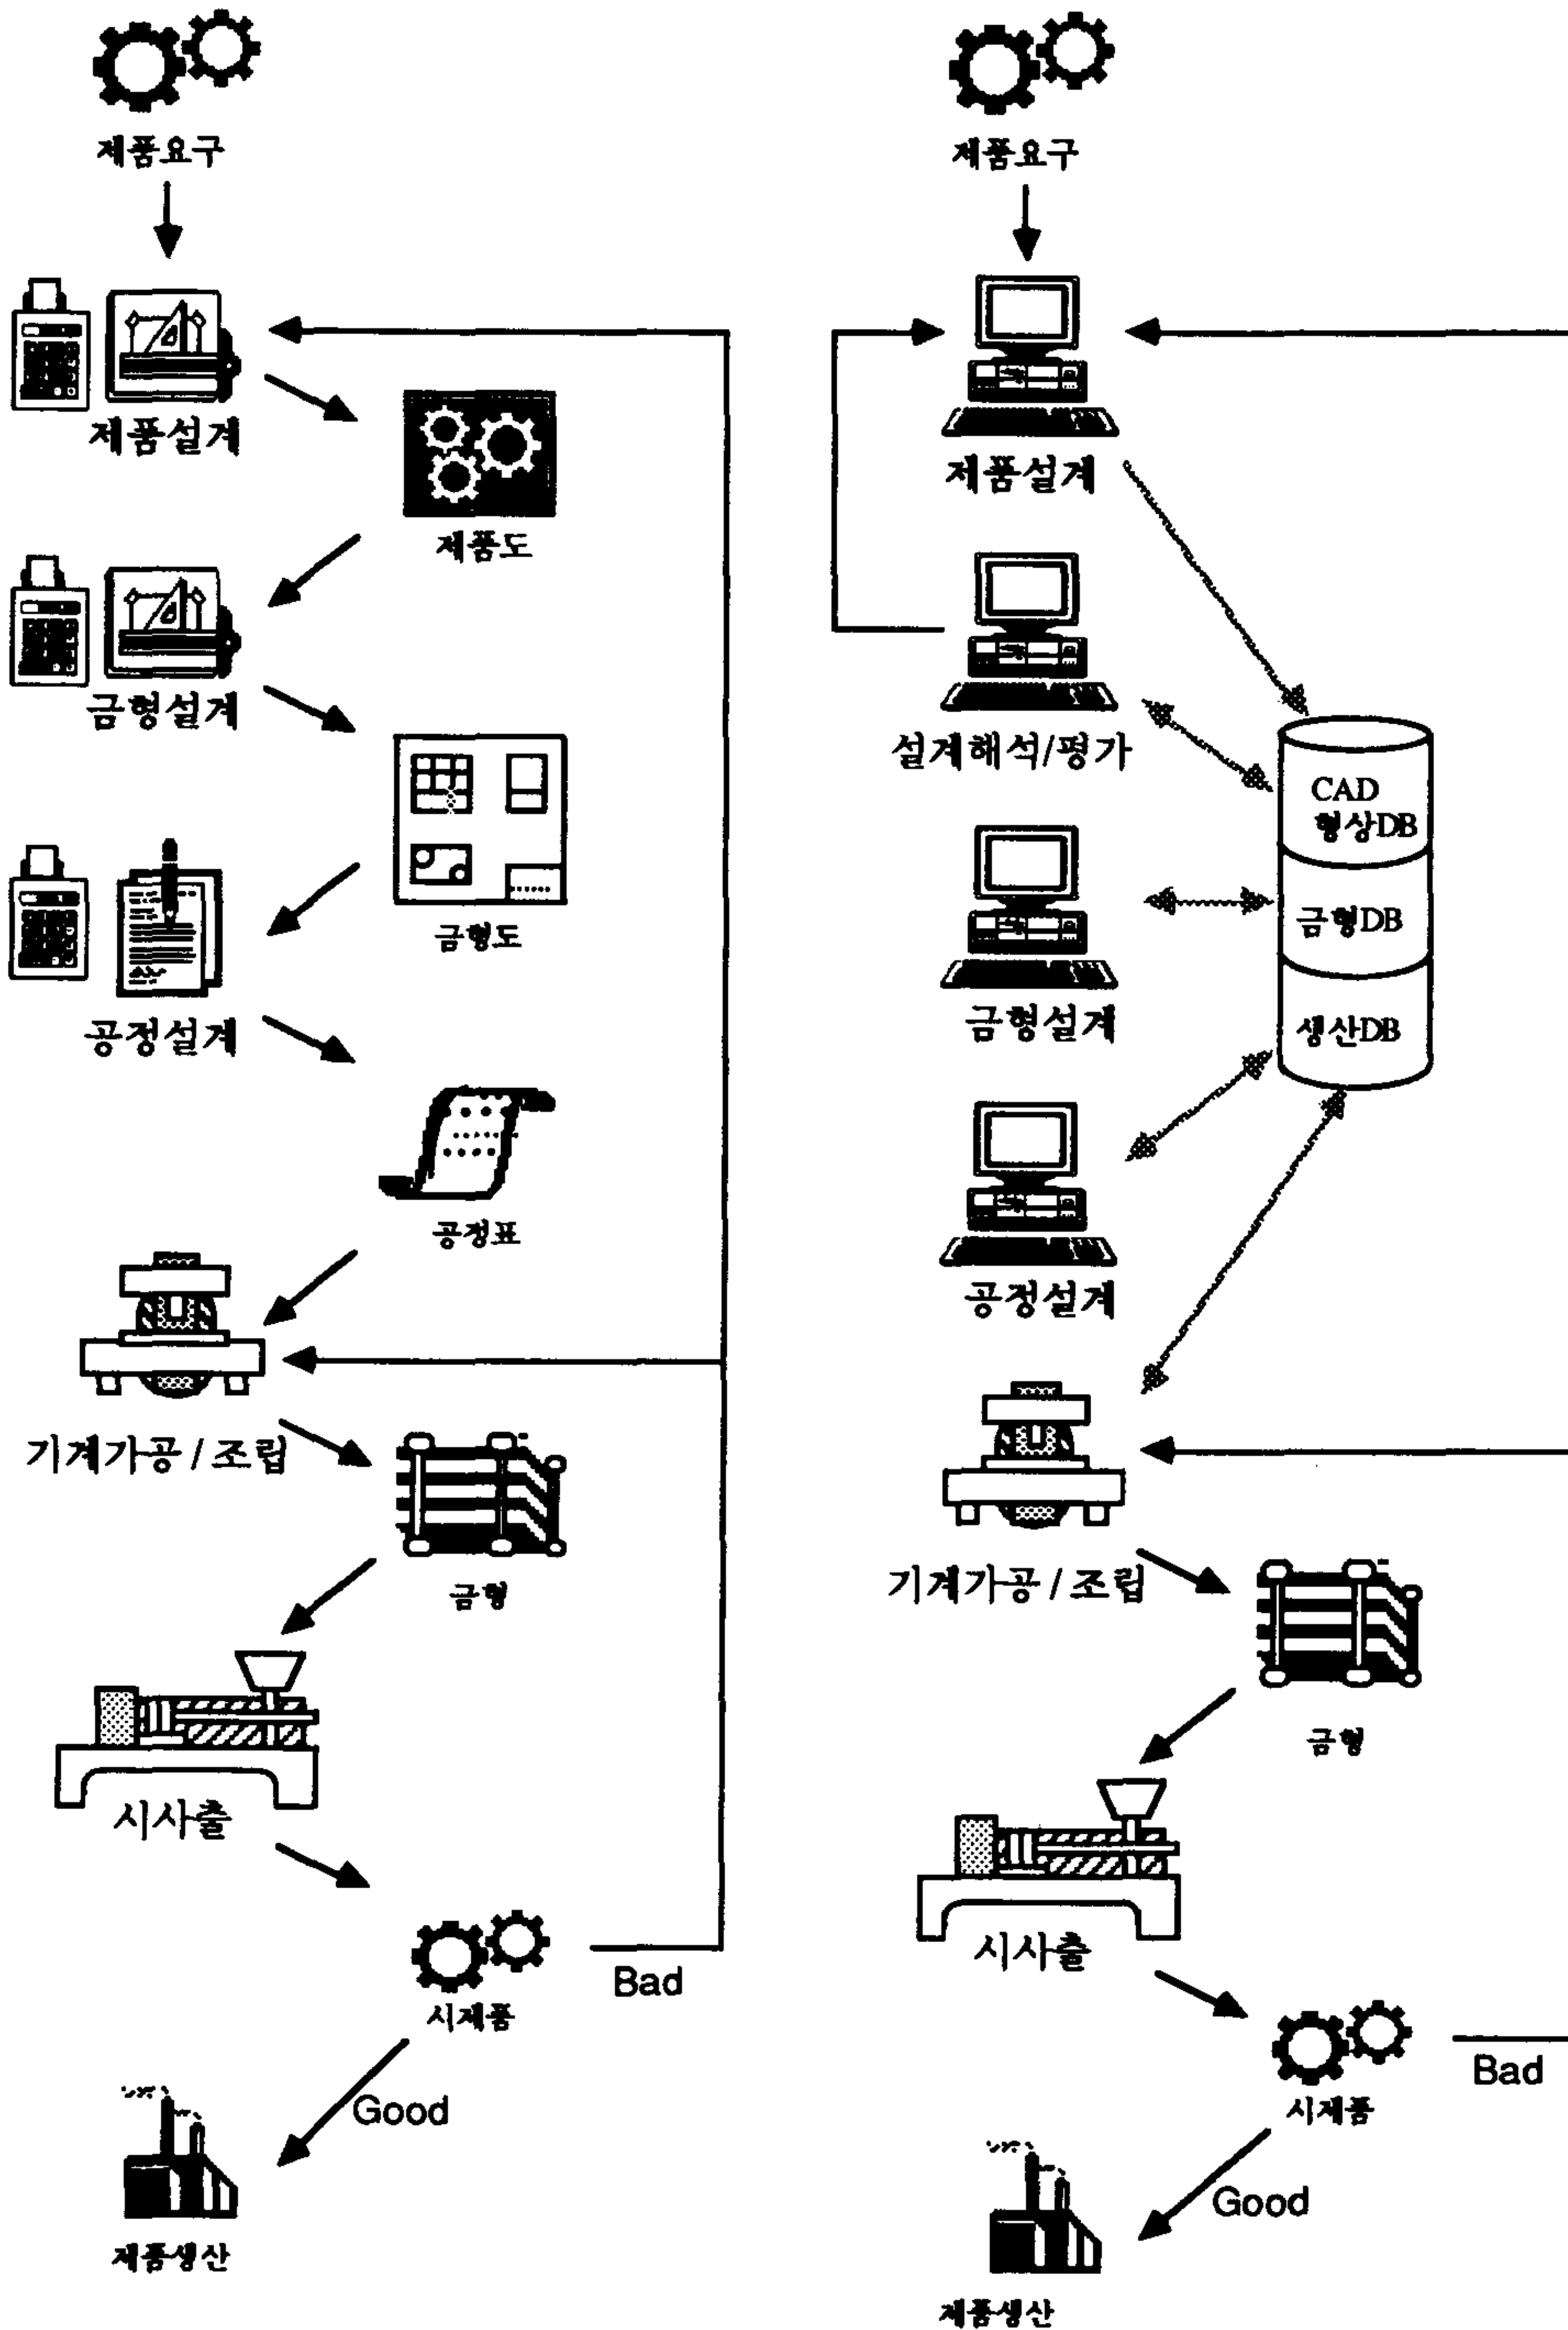 제품요구
제품설계
제품도
금형설계
금형도
공정설계
공정표
기계가공 / 조립
금형
시사출
시제품
Bad
Good
제품생산
제품요구
제품설계
설계해석/평가
CAD
형상DB
금형DB
금형설계
생산DB
공정설계
기계가공 / 조립
금형
시사출
시제품
Bad
Good
제품생산